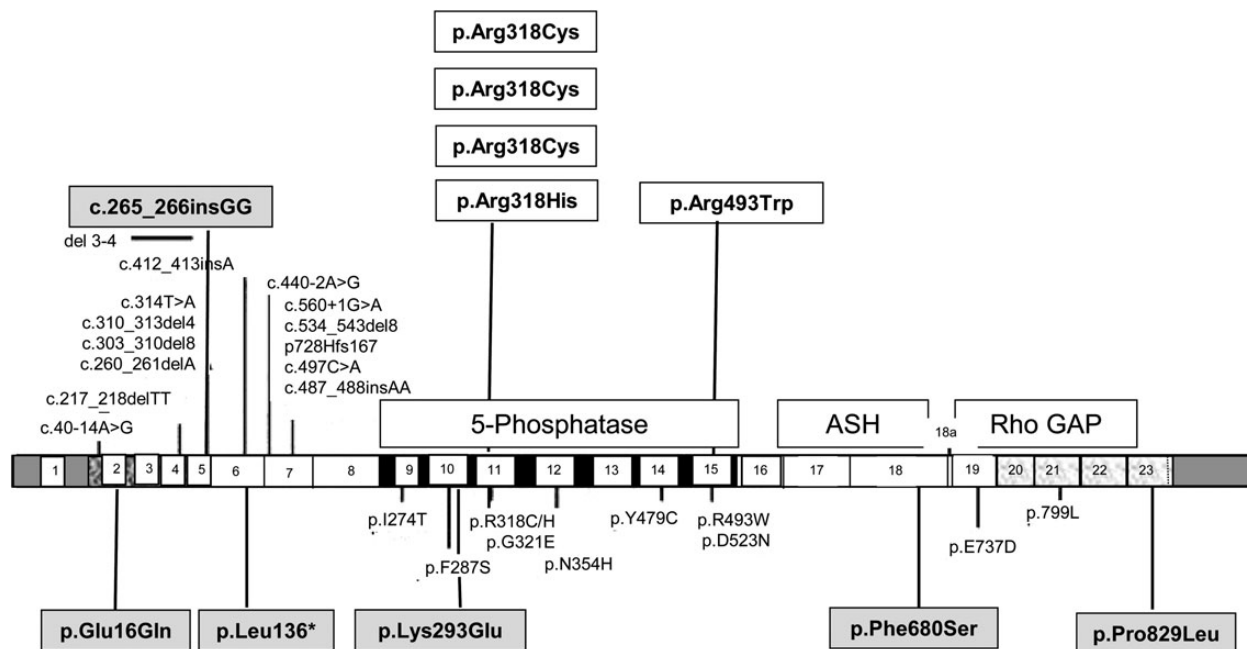 p.Arg318Cys
p.Arg318Cys
p.Arg318Cys
p.Arg318His
p.Arg493Trp
c.265_266insGG
del 3-4
c.412_413insA
c.314T>A
c.310_313del4
c.303_310del8
c.260_261delA
c.217_218delTT
c.40-14A>G
c.440-2A>G
c.560+1G>A
c.534_543del8
p728Hfs167
c.497C>A
c.487_488insAA
5-Phosphatase
ASH
18a
Rho GAP
1 2 3 4 5 6 7 8 9 10 11 12 13 14 15 16 17 18 19 20 21 22 23
p.I274T
p.F287S
p.R318C/H
p.G321E
p.N354H
p.Y479C
p.R493W
p.D523N
p.E737D
p.799L
p.Glu16Gln
p.Leu136*
p.Lys293Glu
p.Phe680Ser
p.Pro829Leu